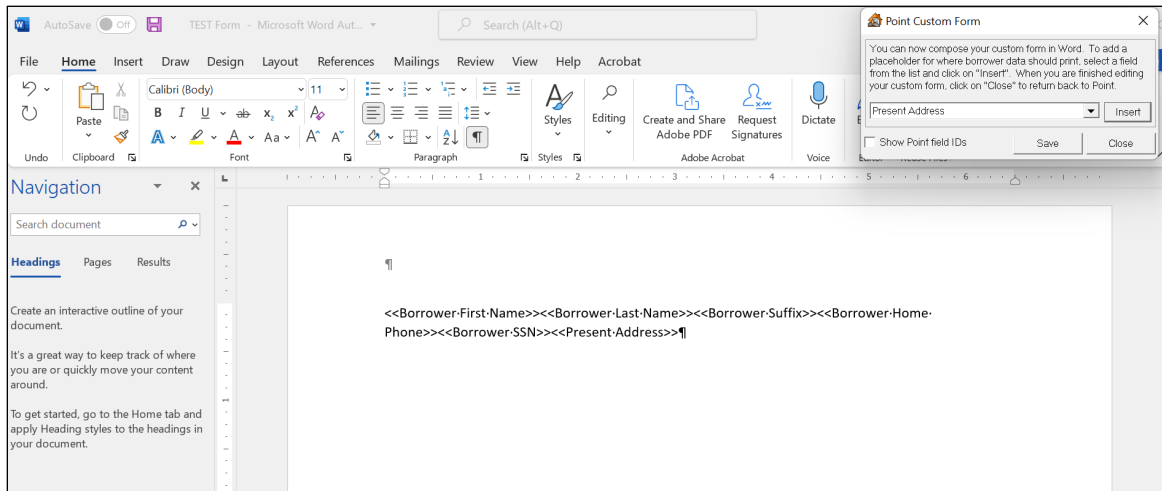 AutoSave Off TEST Form - Microsoft Word Aut... Search (Alt+Q)
Point Custom Form
You can now compose your custom form in Word. To add a
placeholder for where borrower data should print, select a field
from the list and click on "Insert". When you are finished editing
your custom form, click on "Close" to return back to Point.
Present Address Insert
Show Point field IDs Save Close
File Home Insert Draw Design Layout References Mailings Review View Help Acrobat
Calibri (Body) 11
Paste
Styles Editing Create and Share Adobe PDF Request Signatures Dictate
Undo Clipboard Font Paragraph Styles Adobe Acrobat Voice
Navigation
Search document
Headings Pages Results
Create an interactive outline of your
document.
It's a great way to keep track of where
you are or quickly move your content
around.
To get started, go to the Home tab and
apply Heading styles to the headings in
your document.
1 2 3 4 5 6
¶
<<Borrower·First·Name>><<Borrower·Last·Name>><<Borrower·Suffix>><<Borrower·Home·
Phone>><<Borrower·SSN>><<Present·Address>>¶